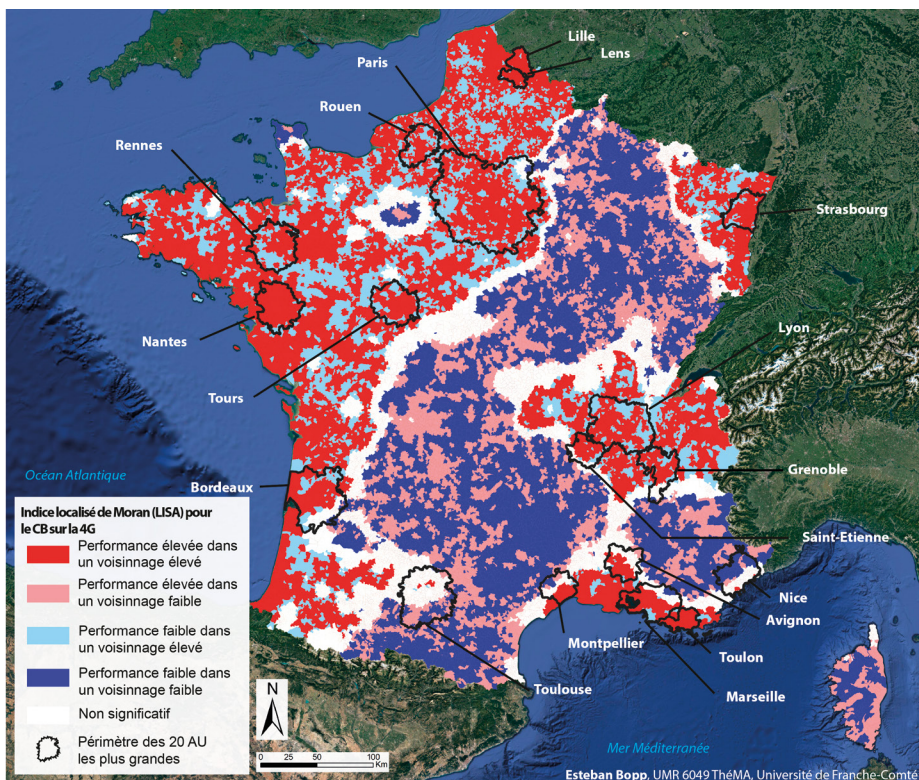 Lille
Lens
Paris
Rouen
Rennes
Strasbourg
Nantes
Lyon
Tours
Océan Atlantique
Bordeaux
Grenoble
Indice localisé de Moran (LISA) pour
le CB sur la 4G
Performance élevée dans
un voisinnage élevé
Performance élevée dans
un voisinnage faible
Performance faible dans
un voisinnage élevé
Performance faible dans
un voisinnage faible
Non significatif
Périmètre des 20 AU
les plus grandes
Saint-Etienne
Nice
Avignon
Montpellier
Toulon
Toulouse
Marseille
N
0 25 50 75 100
Km
Mer Méditerranée
Esteban Bopp, UMR 6049 ThéMA, Université de Franche-Comté